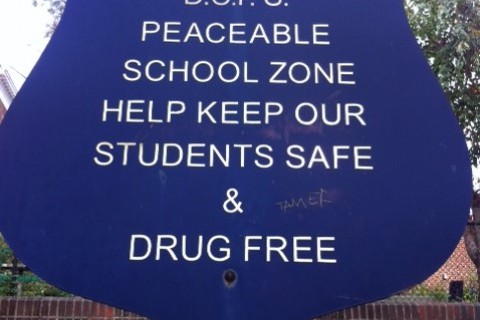 PEACEABLE
SCHOOL ZONE
HELP KEEP OUR
STUDENTS SAFE
&
DRUG FREE